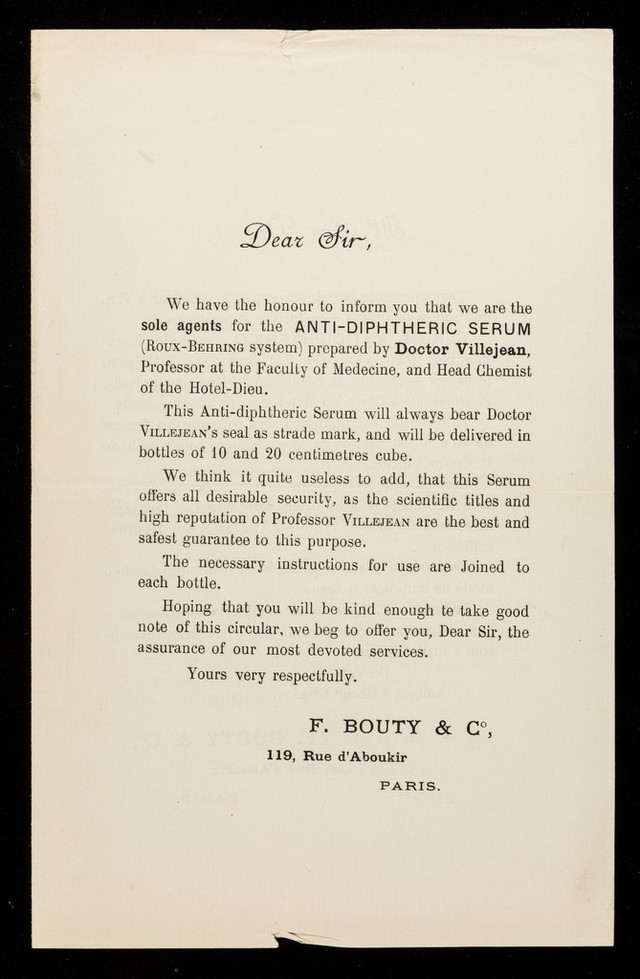 Dear Sir,
We have the honour to inform you that we are the
sole agents for the ANTI-DIPHTHERIC SERUM
(ROUX-BEHRING system) prepared by Doctor Villejean,
Professor at the Faculty of Medecine, and Head Chemist
of the Hotel-Dieu.
This Anti-diphtheric Serum will always bear Doctor
VILLEJEAN'S seal as strade mark, and will be delivered in
bottles of 10 and 20 centimetres cube.
We think it quite useless to add, that this Serum
offers all desirable security, as the scientific titles and
high reputation of Professor VILLEJEAN are the best and
safest guarantee to this purpose.
The necessary instructions for use are Joined to
each bottle.
Hoping that you will be kind enough te take good
note of this circular, we beg to offer you, Dear Sir, the
assurance of our most devoted services.
Yours very respectfully.
F. BOUTY & Cº,
119, Rue d'Aboukir
PARIS.